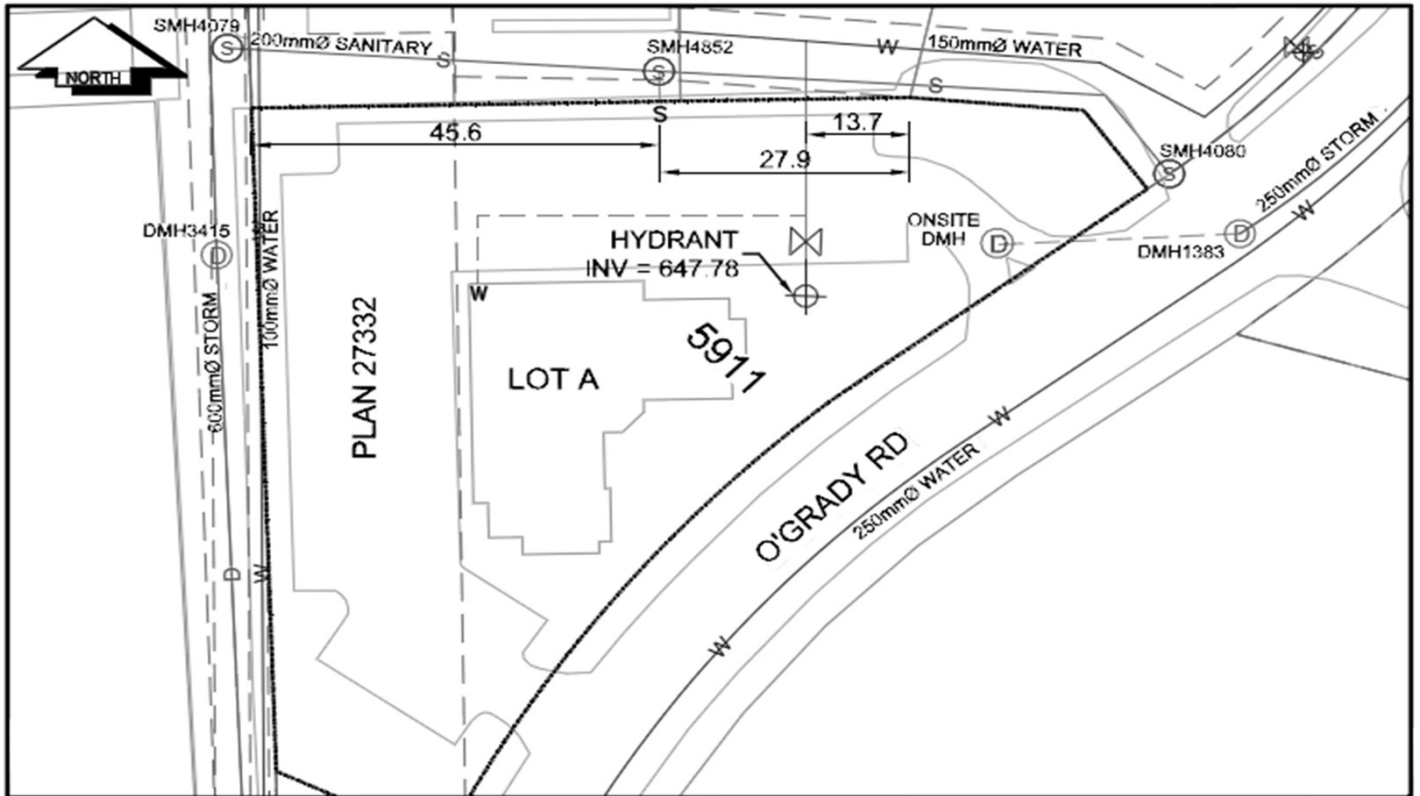 SMH4079
200mmØ SANITARY
S
S
SMH4852
S
W
150mmØ WATER
S
NORTH
S
45.6
13.7
27.9
SMH4080
S
250mmØ STORM
DMH3415
D
100mmØ WATER
HYDRANT
INV = 647.78
ONSITE
DMH
D
D
DMH1383
W
W
600mmØ STORM
PLAN 27332
LOT A
5911
W
O'GRADY RD
250mmØ WATER
D
W
W